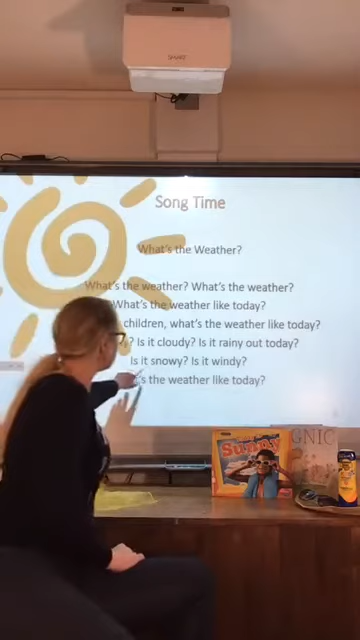 SMART
Song Time
What's the Weather?
What's the weather? What's the weather?
What's the weather like today?
children, what's the weather like today?
? Is it cloudy? Is it rainy out today?
Is it snowy? Is it windy?
's the weather like today?
Sunny
GNIC